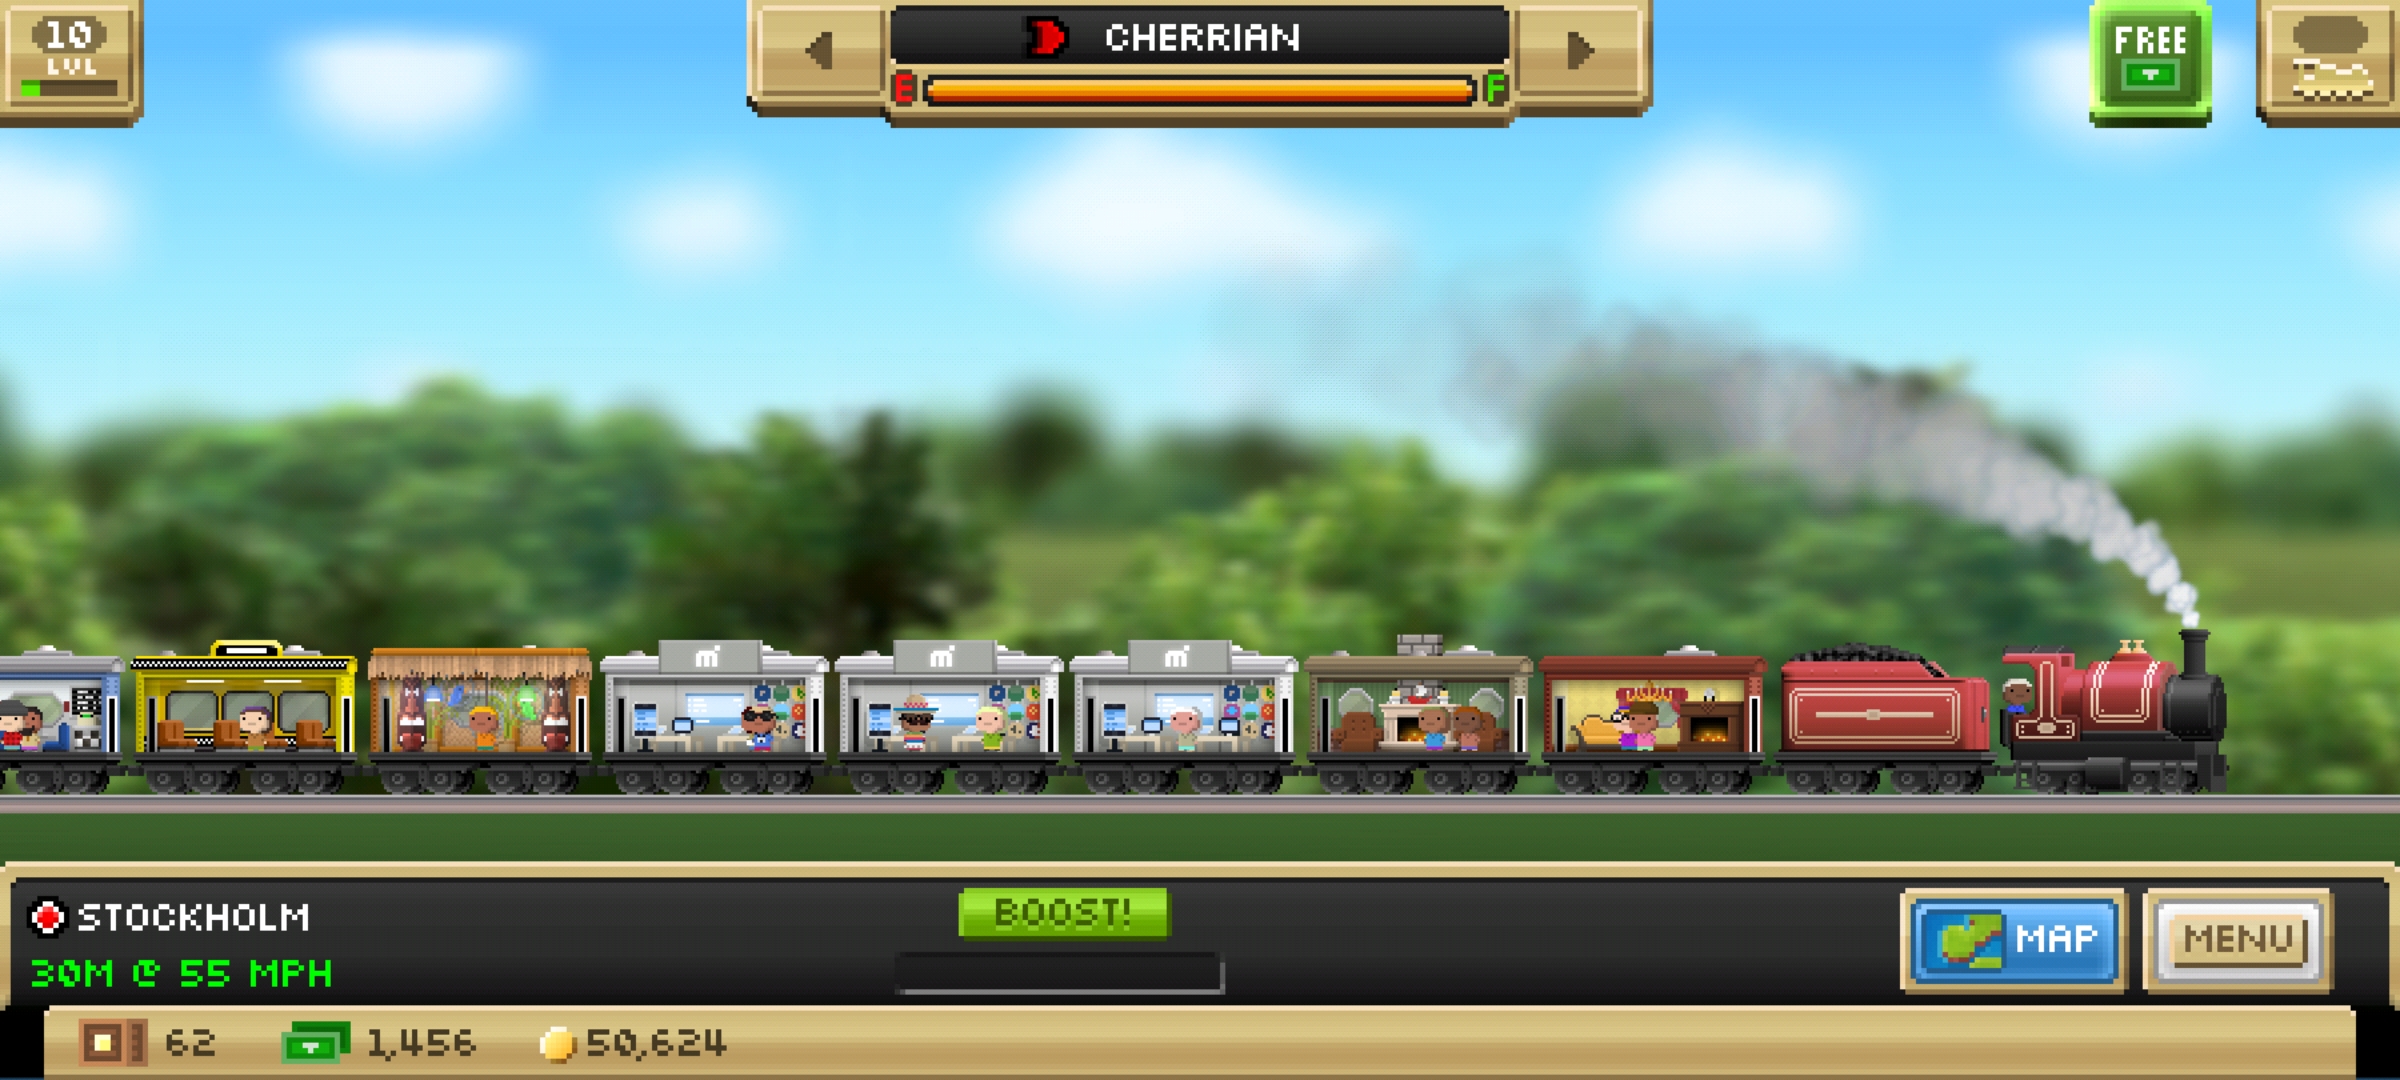 10
LVL
CHERRIAN
E F
FREE
m
m
m
STOCKHOLM
30M @ 55 MPH
BOOST!
MAP
MENU
62 1,456 50,624